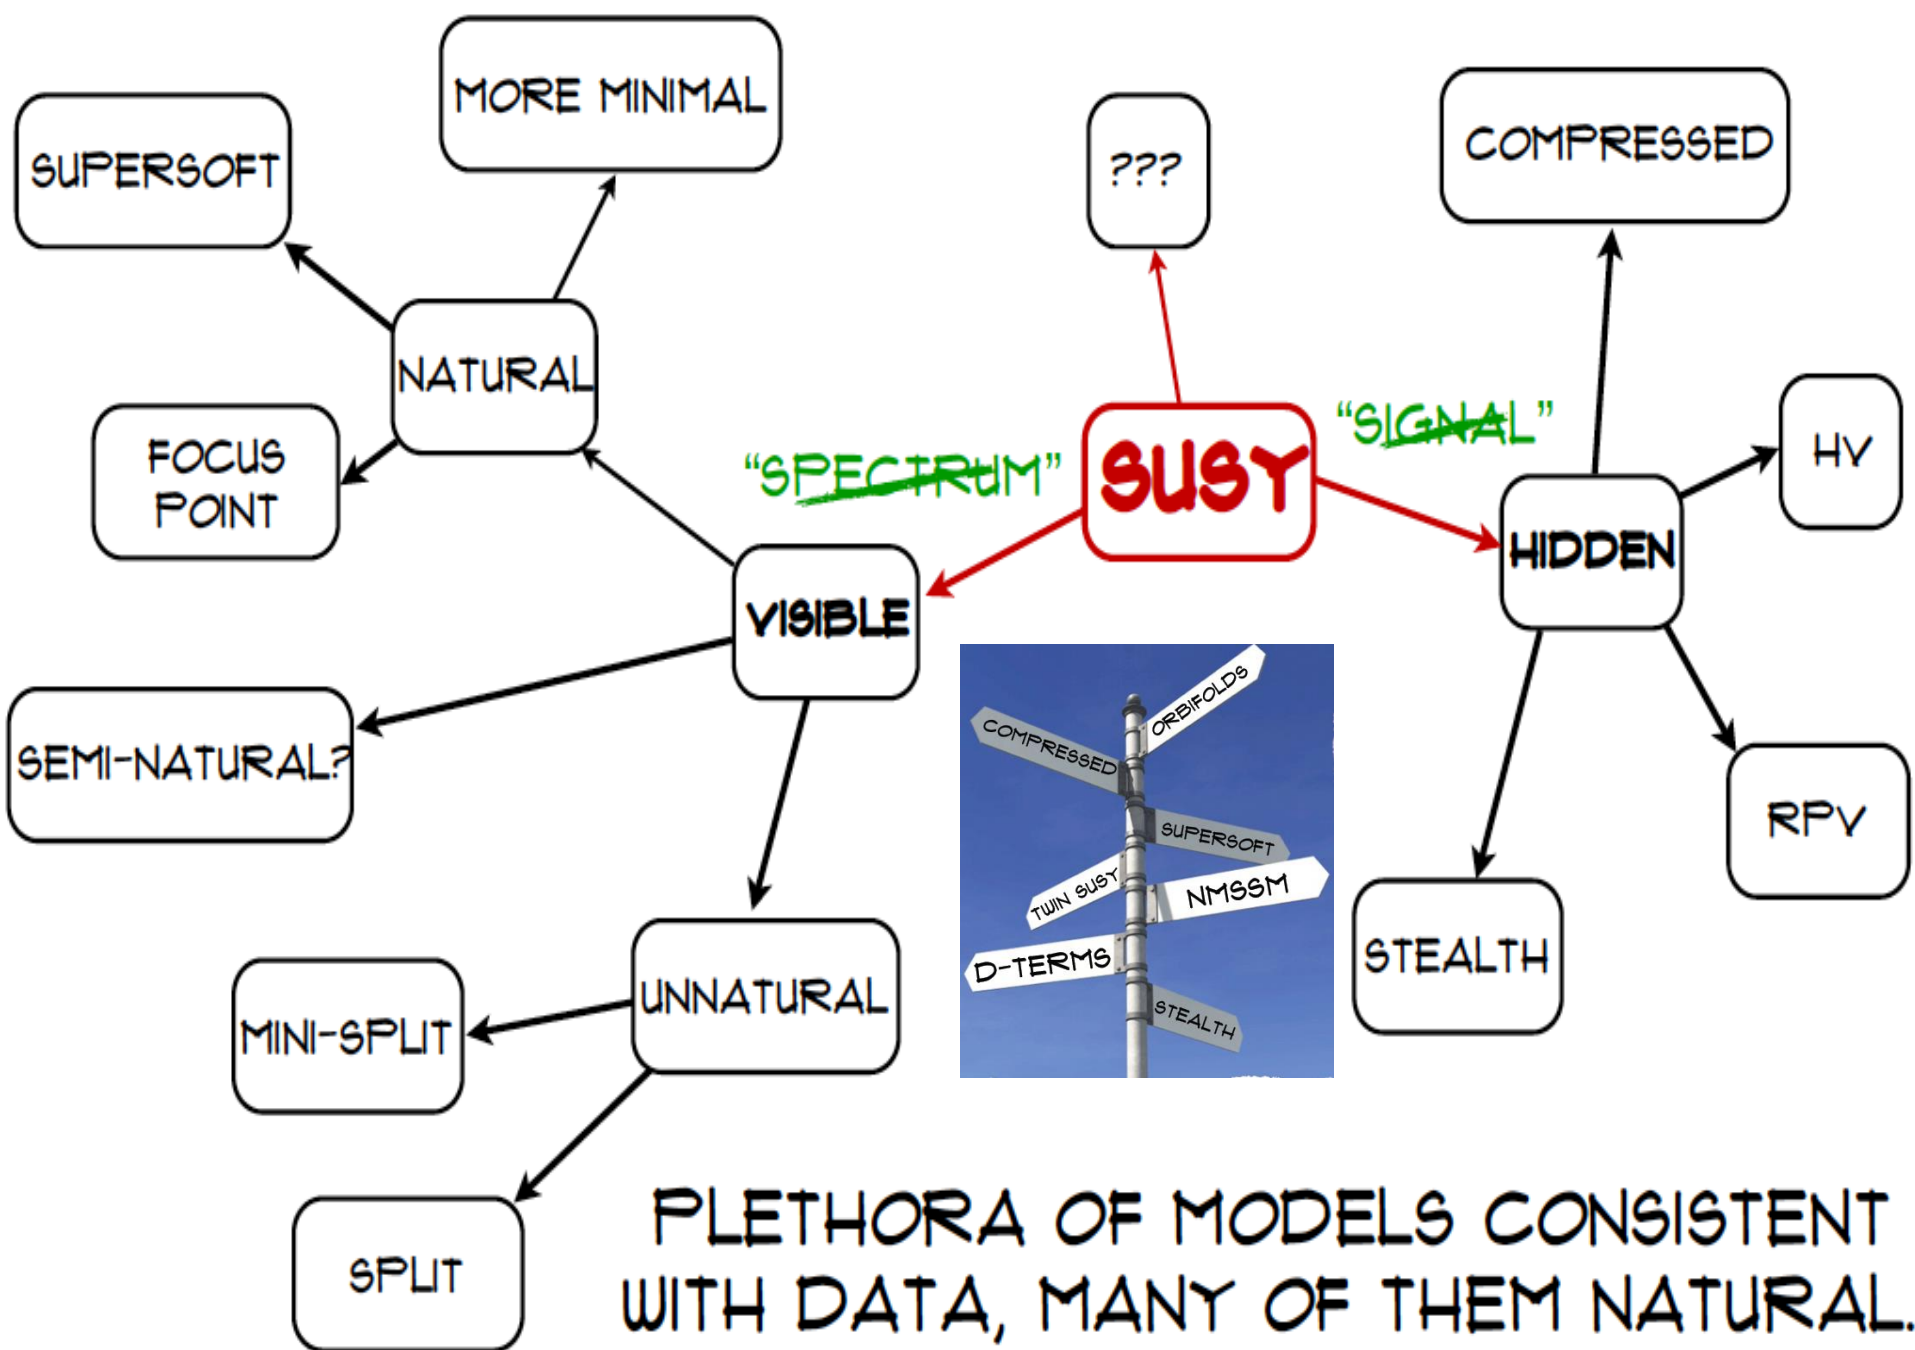 MORE MINIMAL
SUPERSOFT
???
COMPRESSED
NATURAL
FOCUS
POINT
"SPECTRUM"
SUSY
"SIGNAL"
HV
HIDDEN
VISIBLE
SEMI-NATURAL?
ORBIFOLDS
COMPRESSED
SUPERSOFT
TWIN SUSY
NMSSM
D-TERMS
STEALTH
RPV
STEALTH
UNNATURAL
MINI-SPLIT
SPLIT
PLETHORA OF MODELS CONSISTENT
WITH DATA, MANY OF THEM NATURAL.